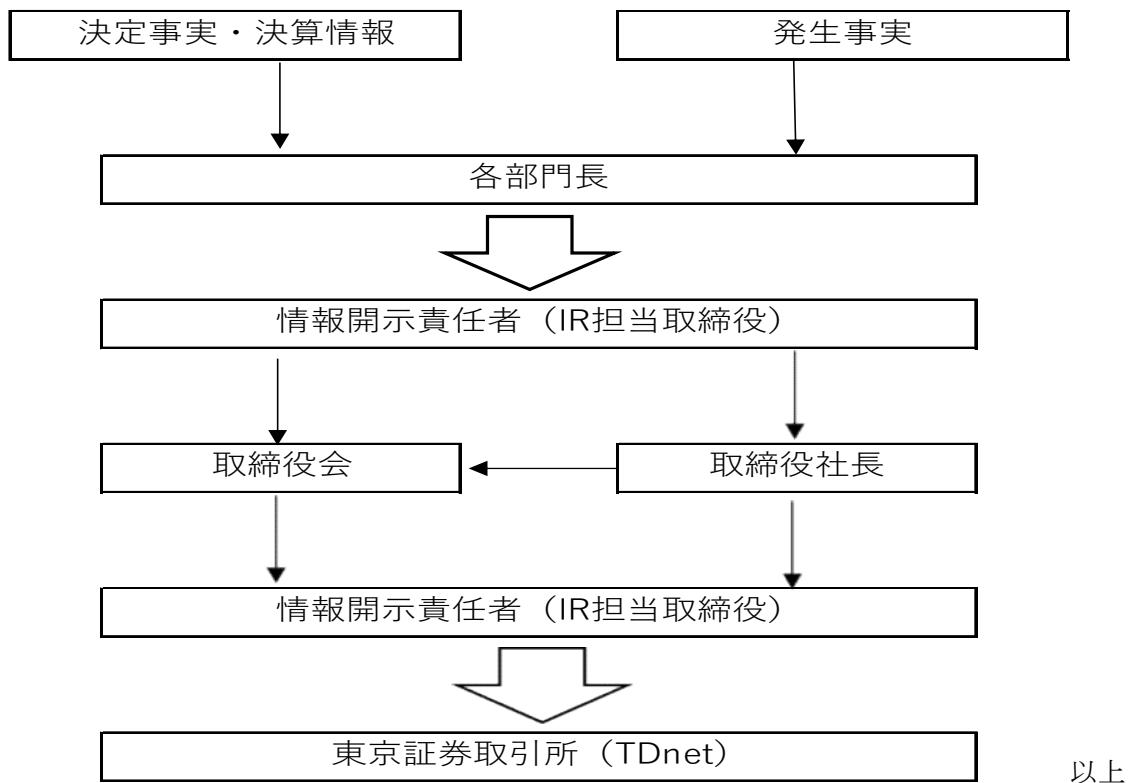 決定事実・決算情報
発生事実
各部門長
情報開示責任者（IR担当取締役）
取締役会
取締役社長
情報開示責任者（IR担当取締役）
東京証券取引所（TDnet）
以上